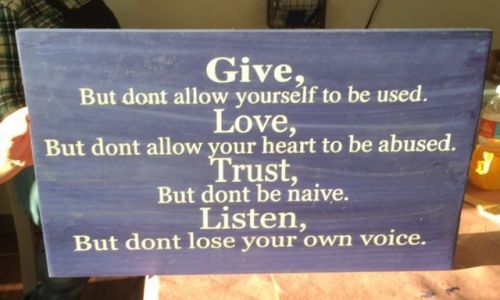 Give,
But dont allow yourself to be used.
Love,
But dont allow your heart to be abused.
Trust,
But dont be naive.
Listen,
But dont lose your own voice.